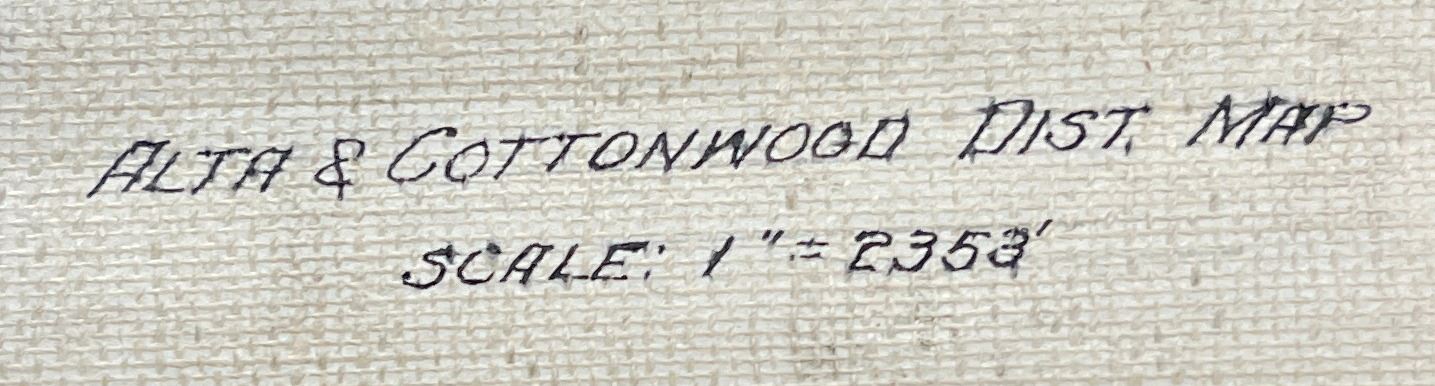 ALTA & COTTONWOOD DIST. MAP
SCALE: 1" = 2353'